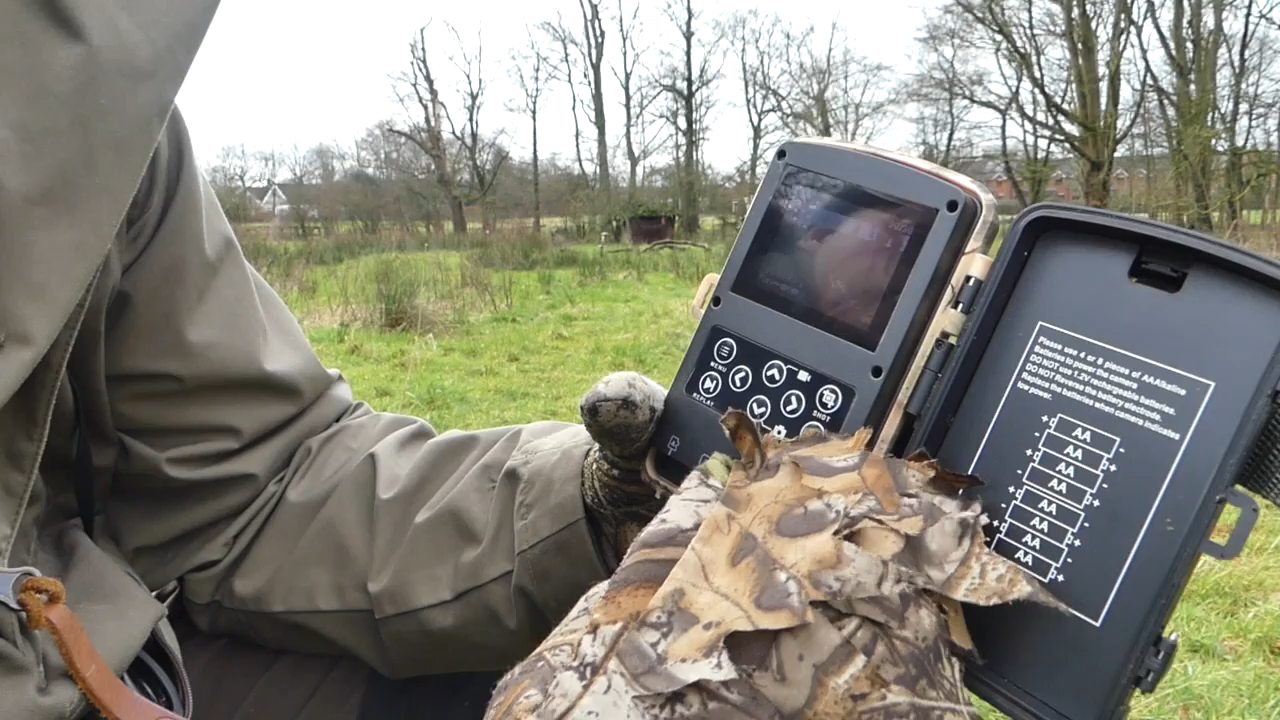 MENU
REPLAY
SHOT
Please use 4 or 8 pieces of AAAlkaline
Batteries to power the camera
DO NOT use 1.2V rechargeable batteries.
DO NOT Reverse the battery electrode.
Replace the batteries when camera indicates
low power.
AA
AA
AA
AA
AA
AA
AA
AA